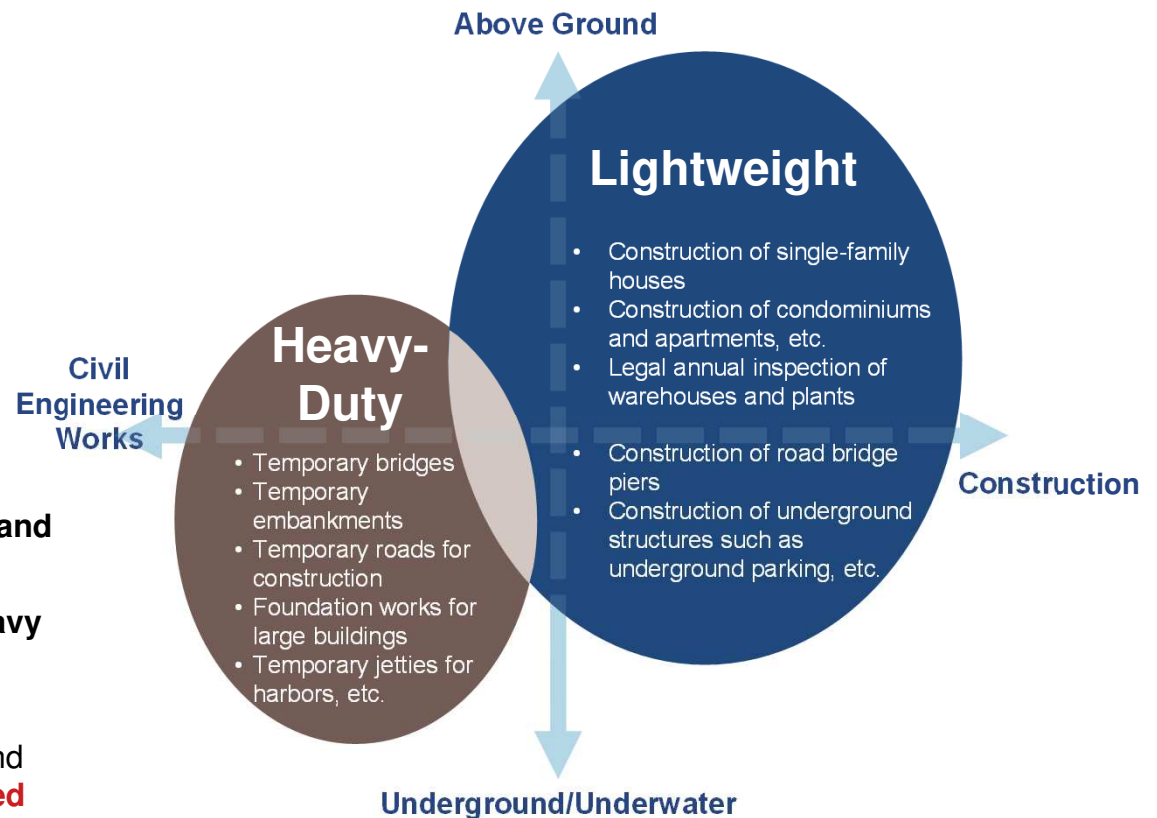 Above Ground
Lightweight
• Construction of single-family
houses
• Construction of condominiums
and apartments, etc.
• Legal annual inspection of
warehouses and plants
• Construction of road bridge
piers
• Construction of underground
structures such as
underground parking, etc.
Heavy-
Duty
• Temporary bridges
• Temporary
embankments
• Temporary roads for
construction
• Foundation works for
large buildings
• Temporary jetties for
harbors, etc.
Civil
Engineering
Works
Construction
Underground/Underwater
and